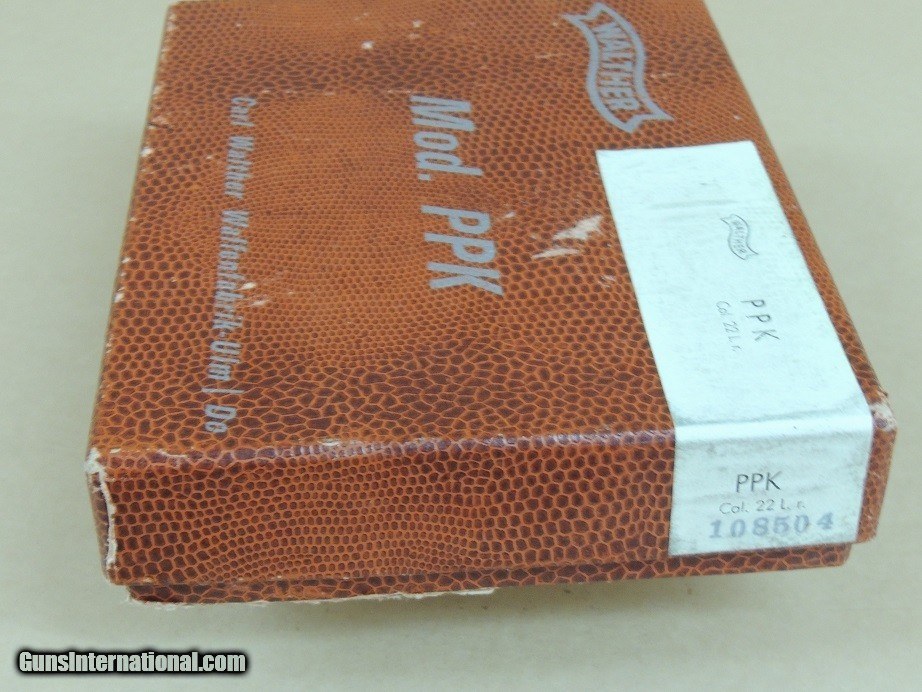 WALTHER
Mod. PPK
Carl Walther Waffenfabrik·Ulm/Do
WALTHER
PPK
Cal. 22 L. r.
PPK
Cal. 22 L. r.
108504
GunsInternational.com